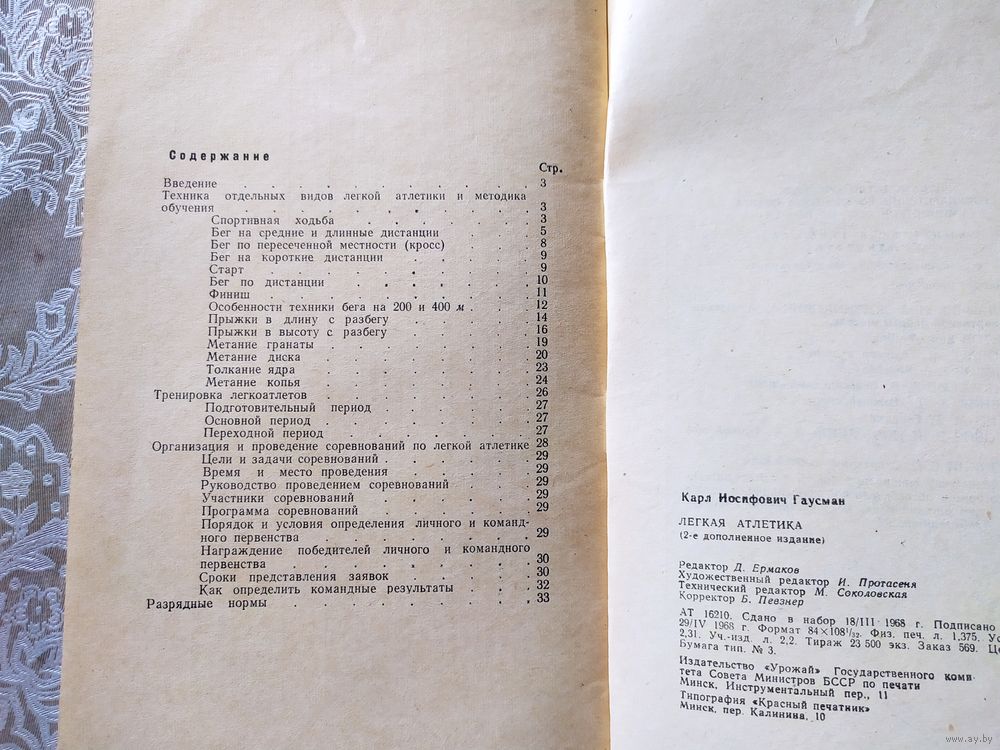 Содержание
Стр.
Введение . . . . . . . . . . . 3
Техника отдельных видов легкой атлетики и методика
обучения . . . . . . . . . . . 3
Спортивная ходьба . . . . . . 3
Бег на средние и длинные дистанции . . . 5
Бег по пересеченной местности (кросс) . . . 8
Бег на короткие дистанции . . . . . 9
Старт . . . . . . . . . . 9
Бег по дистанции . . . . . . . 10
Финиш . . . . . . . . . . 11
Особенности техники бега на 200 и 400 м . . . 12
Прыжки в длину с разбегу . . . . . 14
Прыжки в высоту с разбегу . . . . . 16
Метание гранаты . . . . . . . 19
Метание диска . . . . . . . . 20
Толкание ядра . . . . . . . . 23
Метание копья . . . . . . . . 24
Тренировка легкоатлетов . . . . . . . 26
Подготовительный период . . . . . 27
Основной период . . . . . . . 27
Переходной период . . . . . . . 27
Организация и проведение соревнований по легкой атлетике 28
Цели и задачи соревнований . . . . . 29
Время и место проведения . . . . . 29
Руководство проведением соревнований . . . 29
Участники соревнований . . . . . . 29
Программа соревнований . . . . . . 29
Порядок и условия определения личного и команд-
ного первенства . . . . . . . 29
Награждение победителей личного и командного
первенства . . . . . . . . 30
Сроки представления заявок . . . . . 30
Как определить командные результаты . . . 32
Разрядные нормы . . . . . . . . . 33
Карл Иосифович Гаусман
ЛЕГКАЯ АТЛЕТИКА
(2-е дополненное издание)
Редактор Д. Ермаков
Художественный редактор И. Протасеня
Технический редактор М. Соколовская
Корректор Б. Певзнер
АТ 16210. Сдано в набор 18/III 1968 г. Подписано
29/IV 1968 г. Формат 84×108¹/₃₂. Физ. печ. л. 1,375. Ус
2,31. Уч.-изд. л. 2,2. Тираж 23 500 экз. Заказ 569. Це
Бумага тип. № 3.
Издательство «Урожай» Государственного коми
тета Совета Министров БССР по печати
Минск, Инструментальный пер., 11
Типография «Красный печатник»
Минск, пер. Калинина, 10
www.ay.by